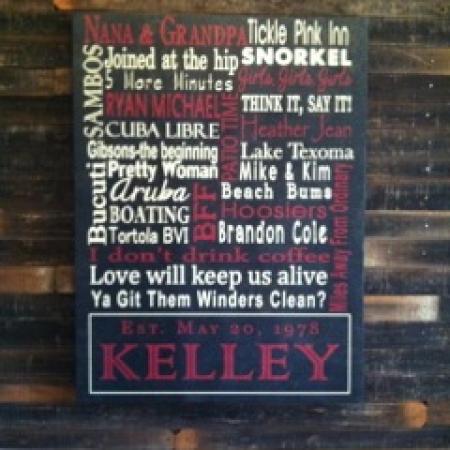 Nana & Grandpa
Tickle Pink Inn
SAMBOS
Joined at the hip
SNORKEL
5 More Minutes
Girls, Girls, Girls
RYAN MICHAEL
PATIO TIME
THINK IT, SAY IT!
CUBA LIBRE
Heather Jean
Gibsons-the beginning
Lake Texoma
Bucuti
Pretty Woman
Mike & Kim
Aruba
BFF
Beach Bums
Miles Away From Ordinary
BOATING
Hoosiers
Tortola BVI
Brandon Cole
I don't drink coffee
Love will keep us alive
Ya Git Them Winders Clean?
Est. May 20, 1978
KELLEY